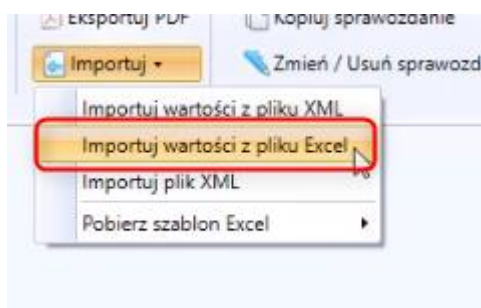 Eksportuj PDF
Kopiuj sprawozdanie
Importuj
Zmień / Usuń sprawozd
Importuj wartości z pliku XML
Importuj wartości z pliku Excel
Importuj plik XML
Pobierz szablon Excel